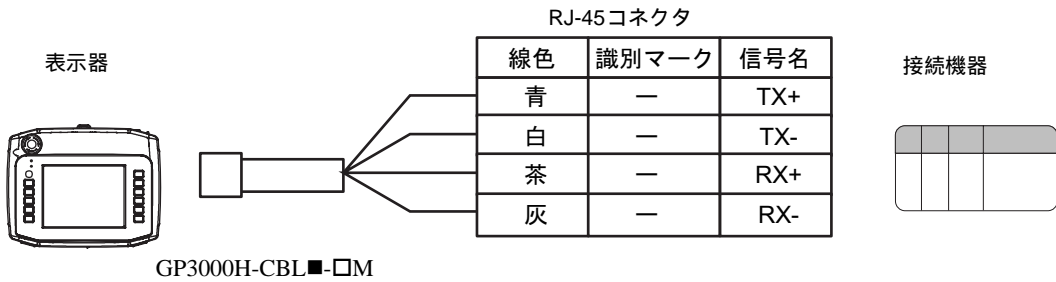 RJ-45コネクタ
表示器
線色 識別マーク 信号名
接続機器
青 ー TX+
白 ー TX-
茶 ー RX+
灰 ー RX-
GP3000H-CBL■-□M